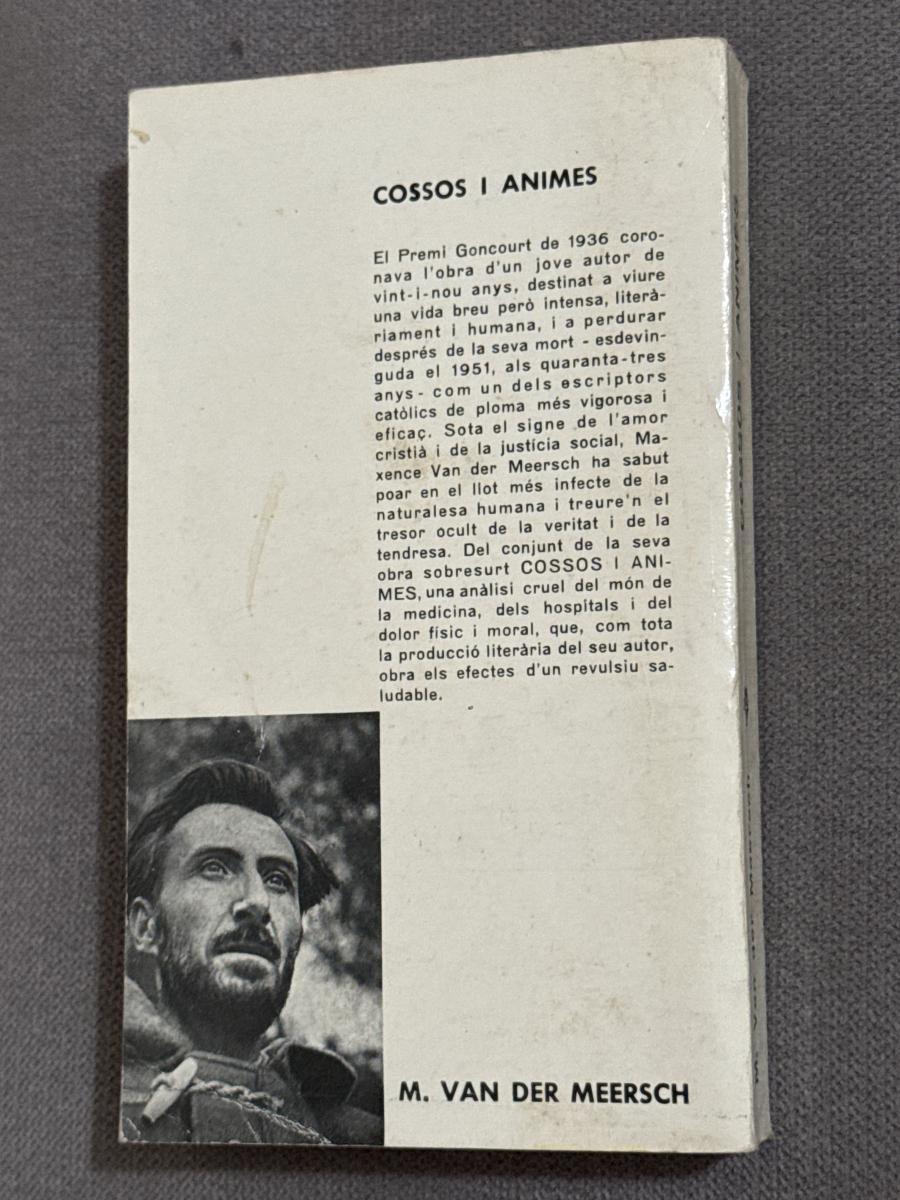 COSSOS I ANIMES
El Premi Goncourt de 1936 coro-
nava l'obra d'un jove autor de
vint-i-nou anys, destinat a viure
una vida breu però intensa, literà-
riament i humana, i a perdurar
després de la seva mort - esdevin-
guda el 1951, als quaranta-tres
anys - com un dels escriptors
catòlics de ploma més vigorosa i
eficaç. Sota el signe de l'amor
cristià i de la justícia social, Ma-
xence Van der Meersch ha sabut
poar en el llot més infecte de la
naturalesa humana i treure'n el
tresor ocult de la veritat i de la
tendresa. Del conjunt de la seva
obra sobresurt COSSOS I ANI-
MES, una anàlisi cruel del món de
la medicina, dels hospitals i del
dolor físic i moral, que, com tota
la producció literària del seu autor,
obra els efectes d'un revulsiu sa-
ludable.
M. VAN DER MEERSCH